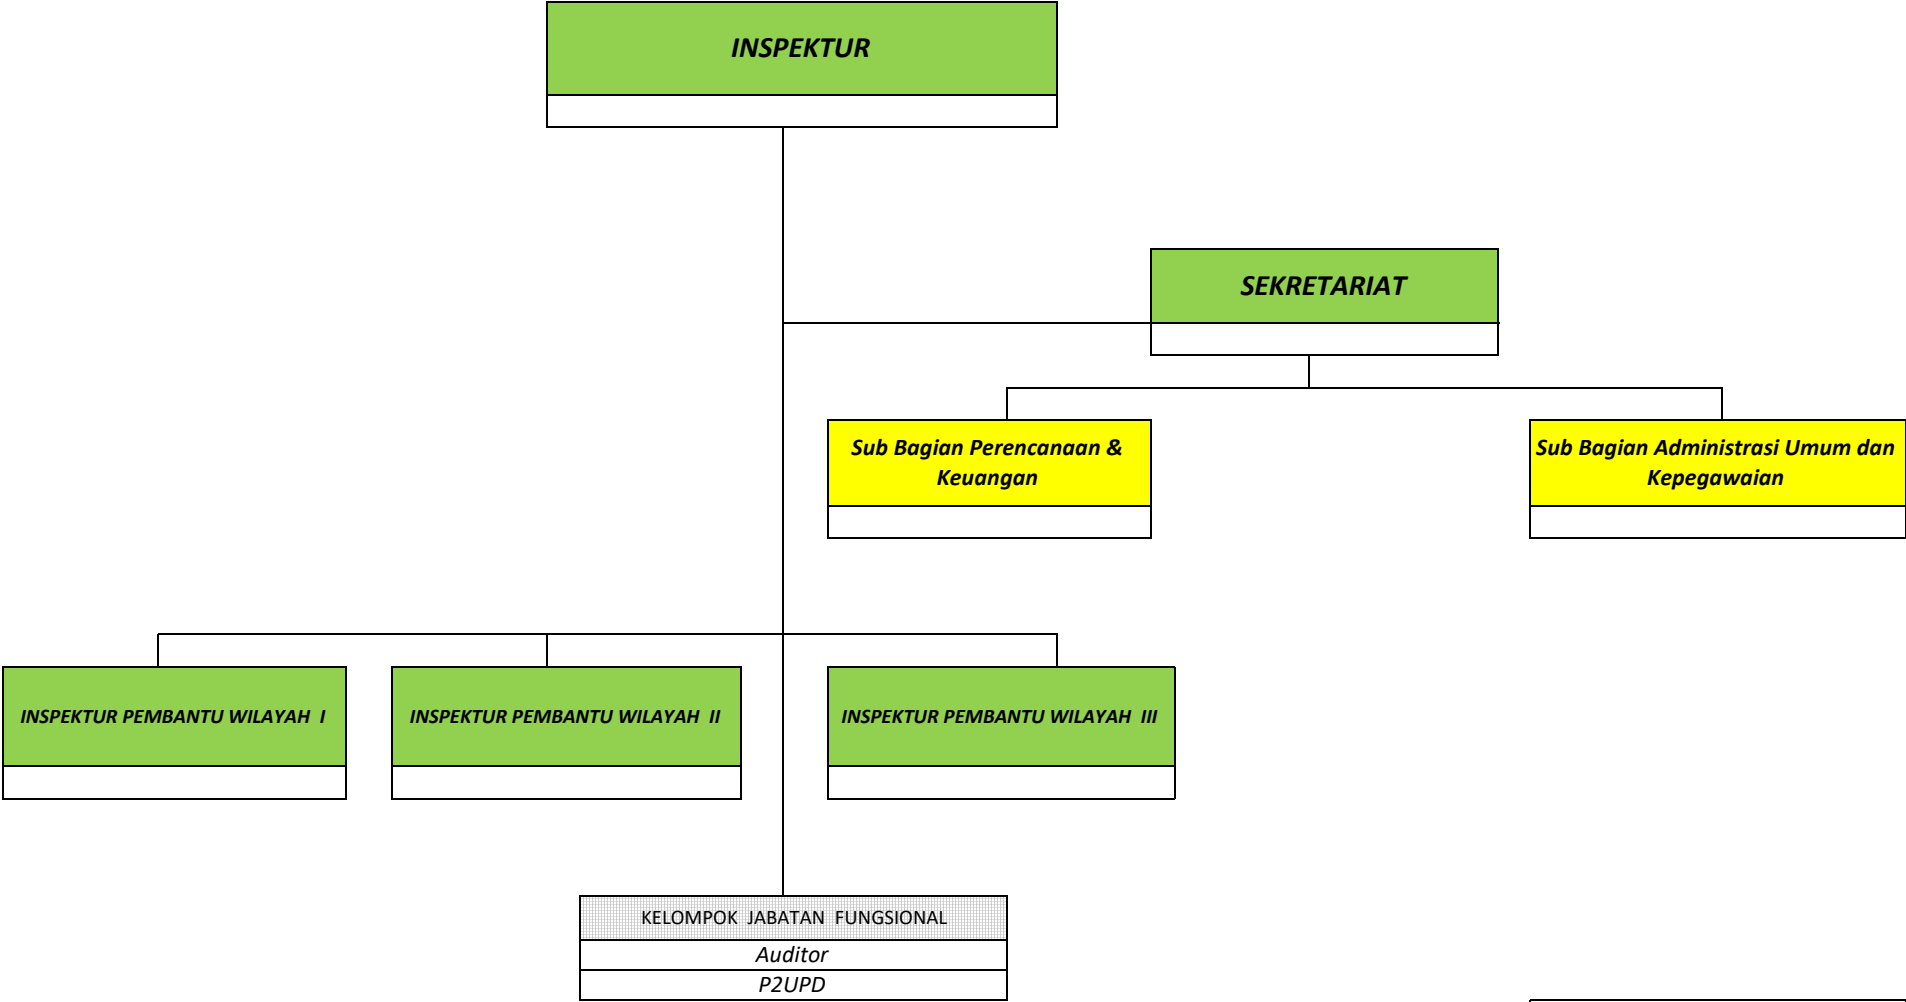 INSPEKTUR
SEKRETARIAT
Sub Bagian Perencanaan &
Keuangan
Sub Bagian Administrasi Umum dan
Kepegawaian
INSPEKTUR PEMBANTU WILAYAH I
INSPEKTUR PEMBANTU WILAYAH II
INSPEKTUR PEMBANTU WILAYAH III
KELOMPOK JABATAN FUNGSIONAL
Auditor
P2UPD